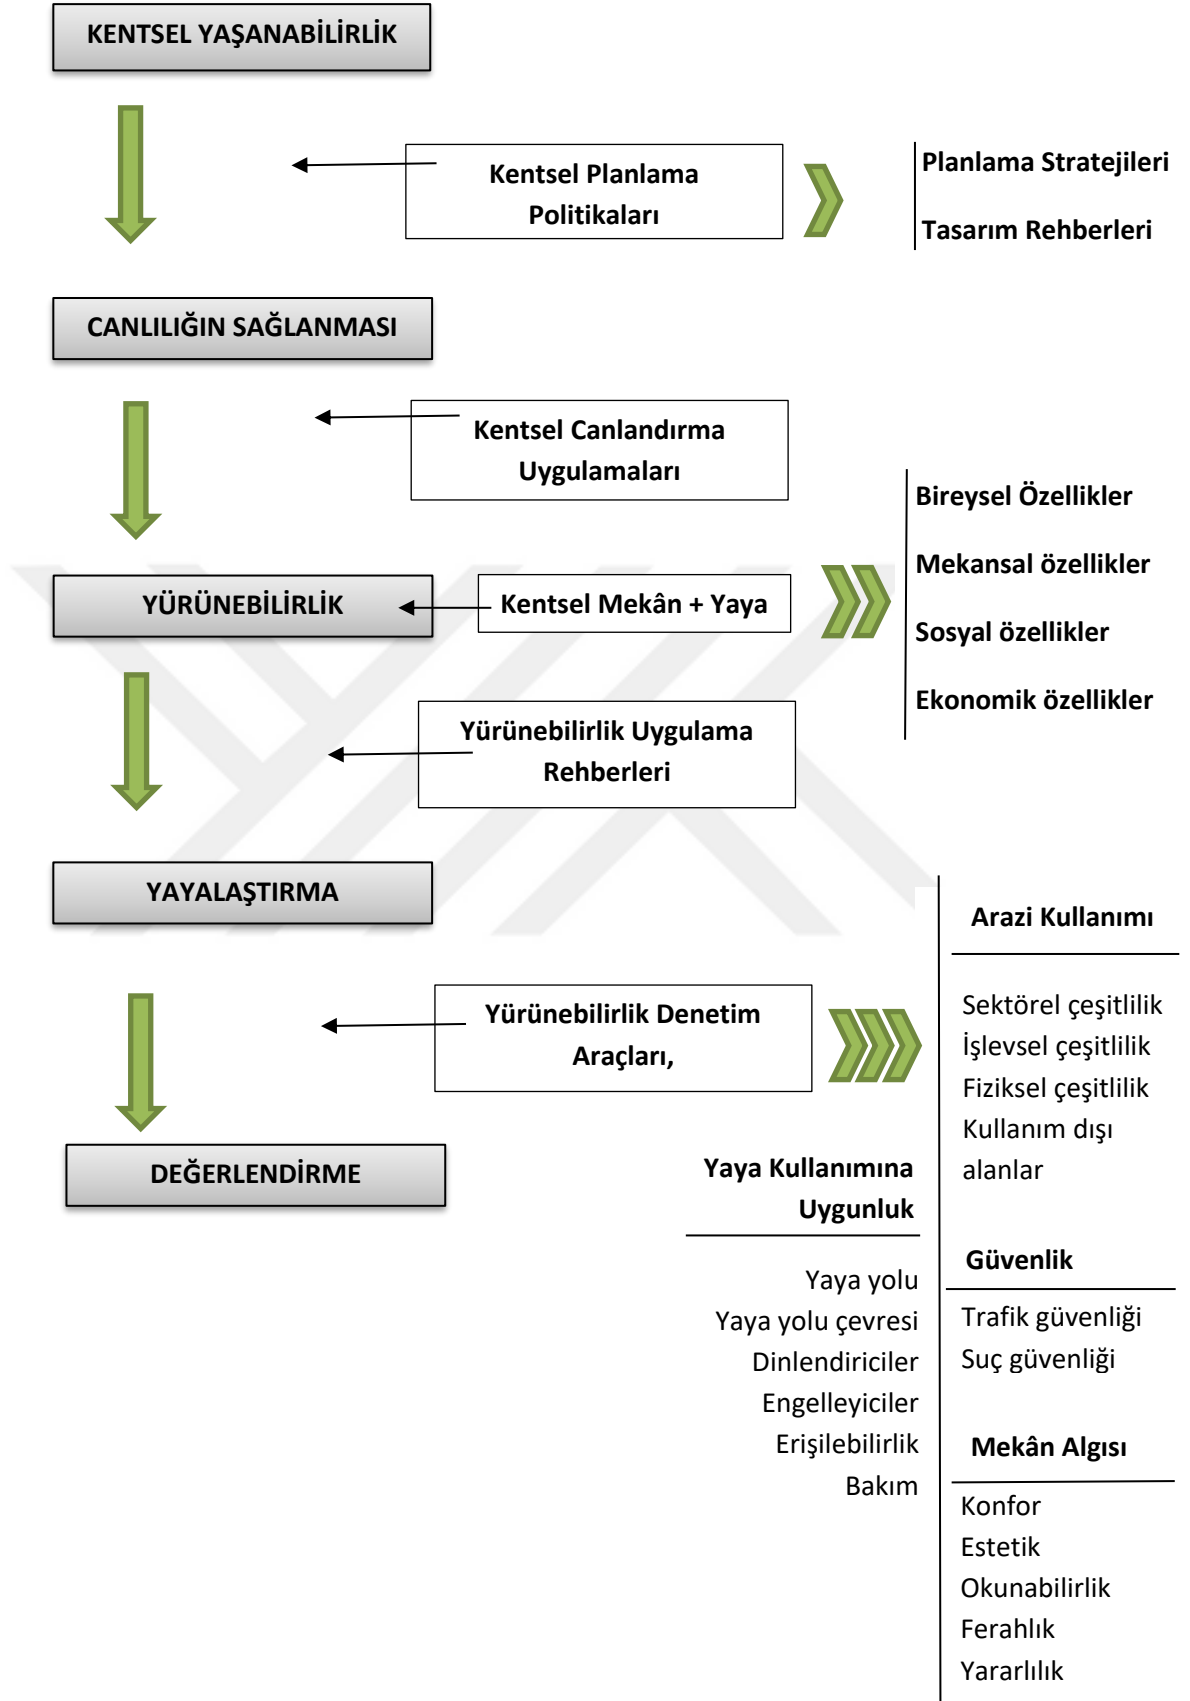 KENTSEL YAŞANABİLİRLİK
Kentsel Planlama
Politikaları
Planlama Stratejileri
Tasarım Rehberleri
CANLILIĞIN SAĞLANMASI
Kentsel Canlandırma
Uygulamaları
YÜRÜNEBİLİRLİK
Kentsel Mekân + Yaya
Bireysel Özellikler
Mekansal özellikler
Sosyal özellikler
Ekonomik özellikler
Yürünebilirlik Uygulama
Rehberleri
YAYALAŞTIRMA
Yürünebilirlik Denetim
Araçları,
Arazi Kullanımı
Sektörel çeşitlilik
İşlevsel çeşitlilik
Fiziksel çeşitlilik
Kullanım dışı
alanlar
DEĞERLENDİRME
Yaya Kullanımına
Uygunluk
Yaya yolu
Yaya yolu çevresi
Dinlendiriciler
Engelleyiciler
Erişilebilirlik
Bakım
Güvenlik
Trafik güvenliği
Suç güvenliği
Mekân Algısı
Konfor
Estetik
Okunabilirlik
Ferahlık
Yararlılık